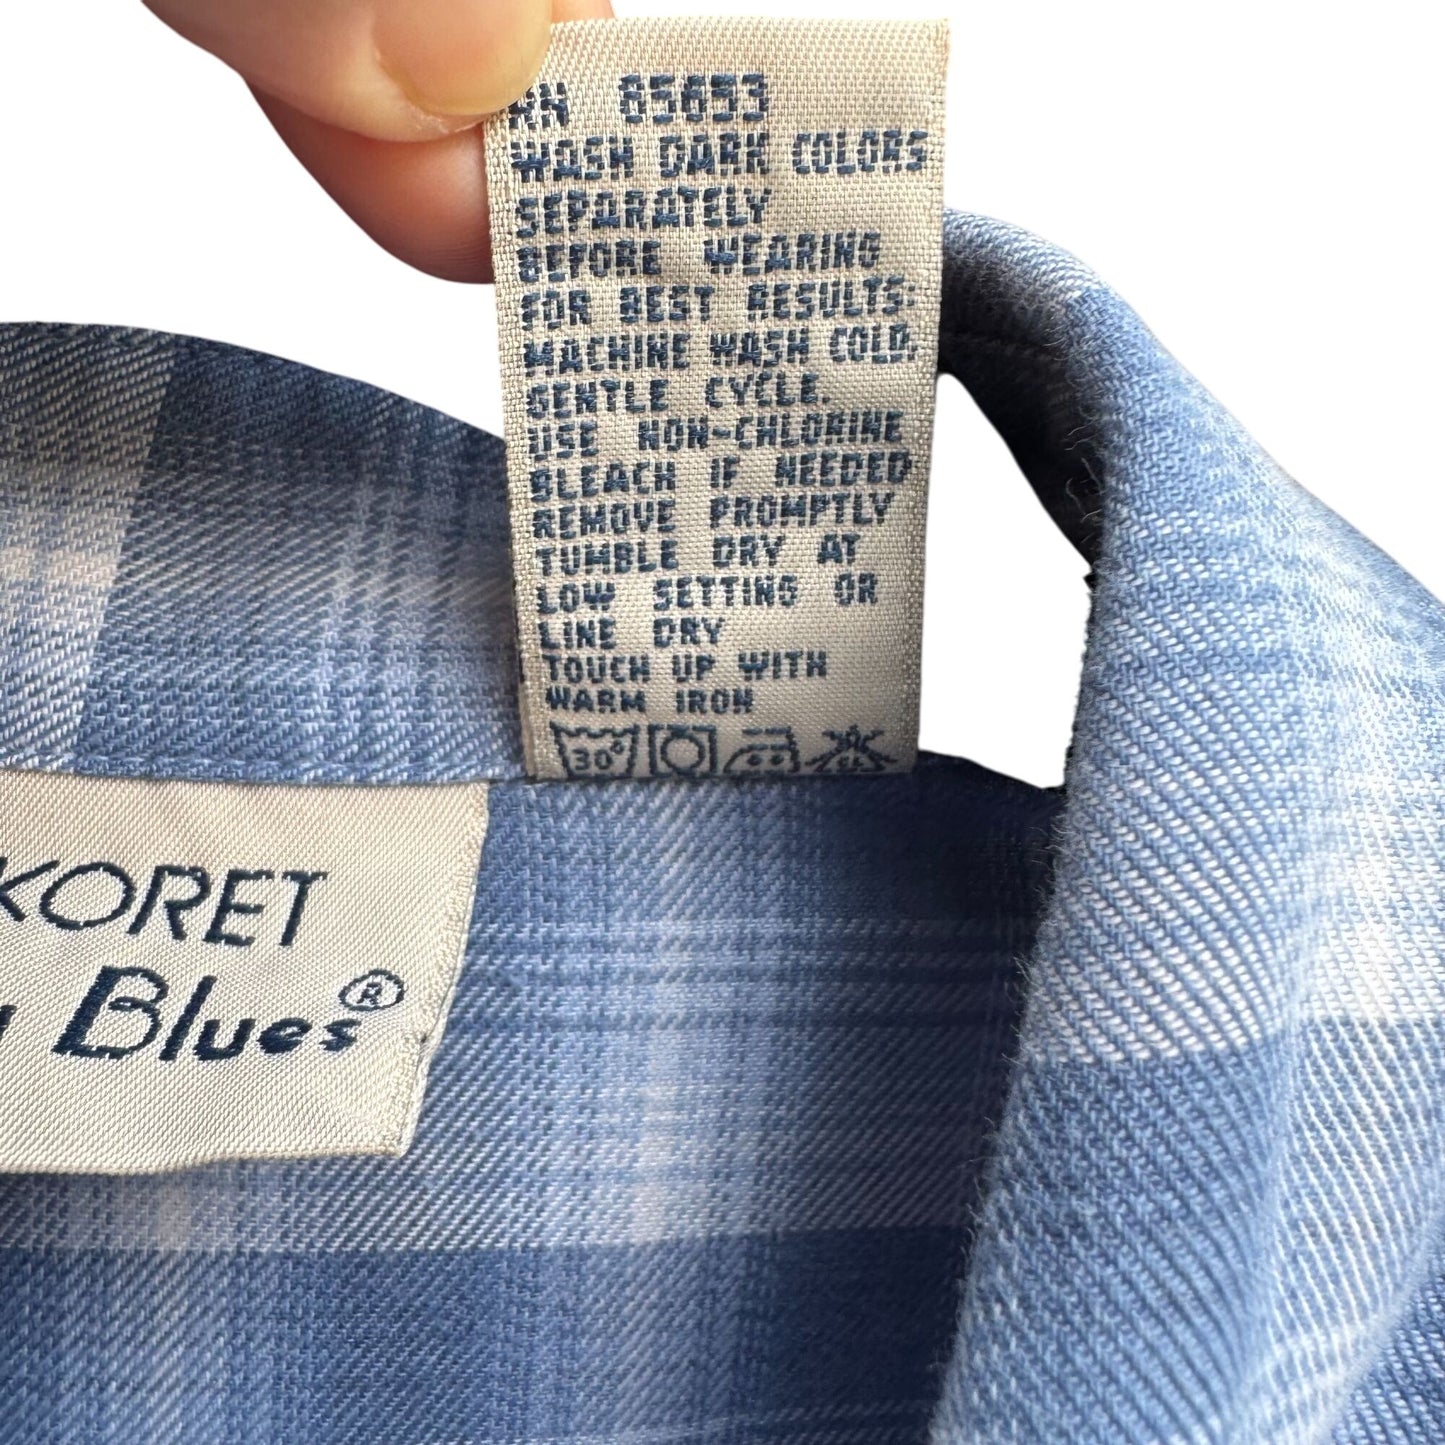 RN 85853
WASH DARK COLORS
SEPARATELY
BEFORE WEARING
FOR BEST RESULTS:
MACHINE WASH COLD.
GENTLE CYCLE.
USE NON-CHLORINE
BLEACH IF NEEDED
REMOVE PROMPTLY
TUMBLE DRY AT
LOW SETTING OR
LINE DRY
TOUCH UP WITH
WARM IRON
30°
KORET
Blues®